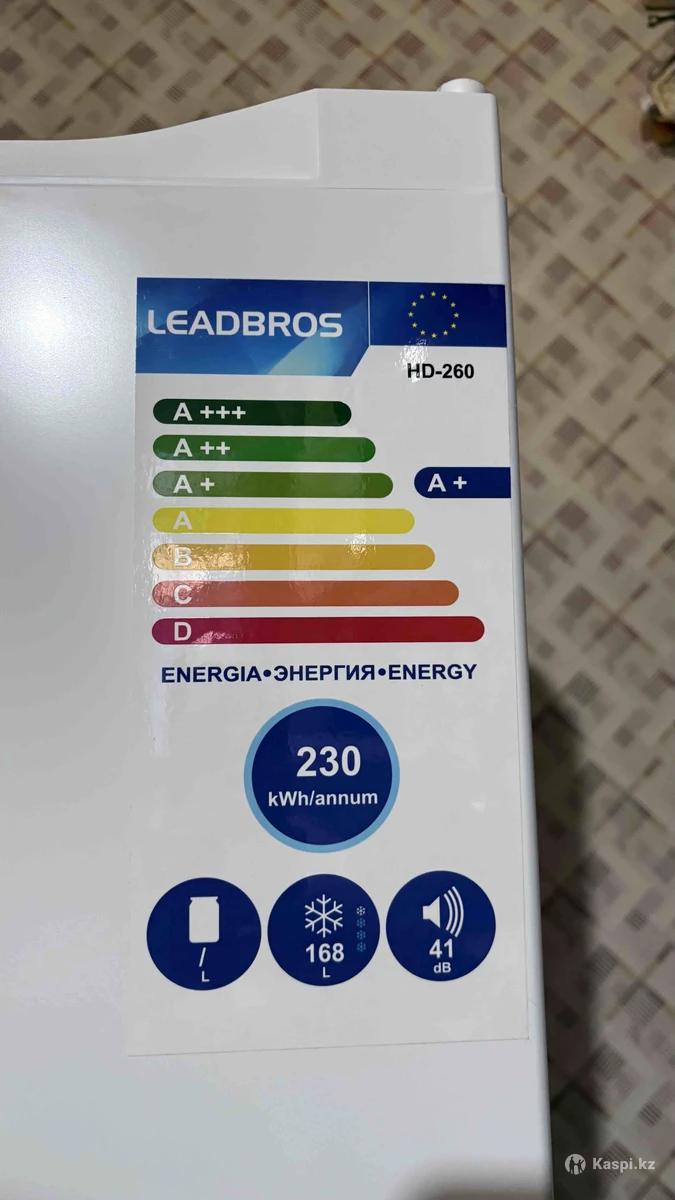 LEADBROS
HD-260
A +++
A ++
A +
A +
A
B
C
D
ENERGIA•ЭНЕРГИЯ•ENERGY
230
kWh/annum
/
L
168
L
41
dB
Kaspi.kz